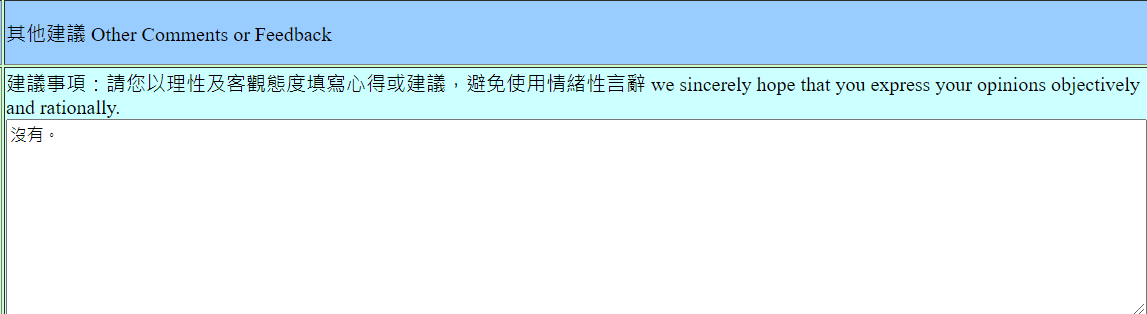 其他建議 Other Comments or Feedback
建議事項：請您以理性及客觀態度填寫心得或建議，避免使用情緒性言辭 we sincerely hope that you express your opinions objectively
and rationally.
沒有。